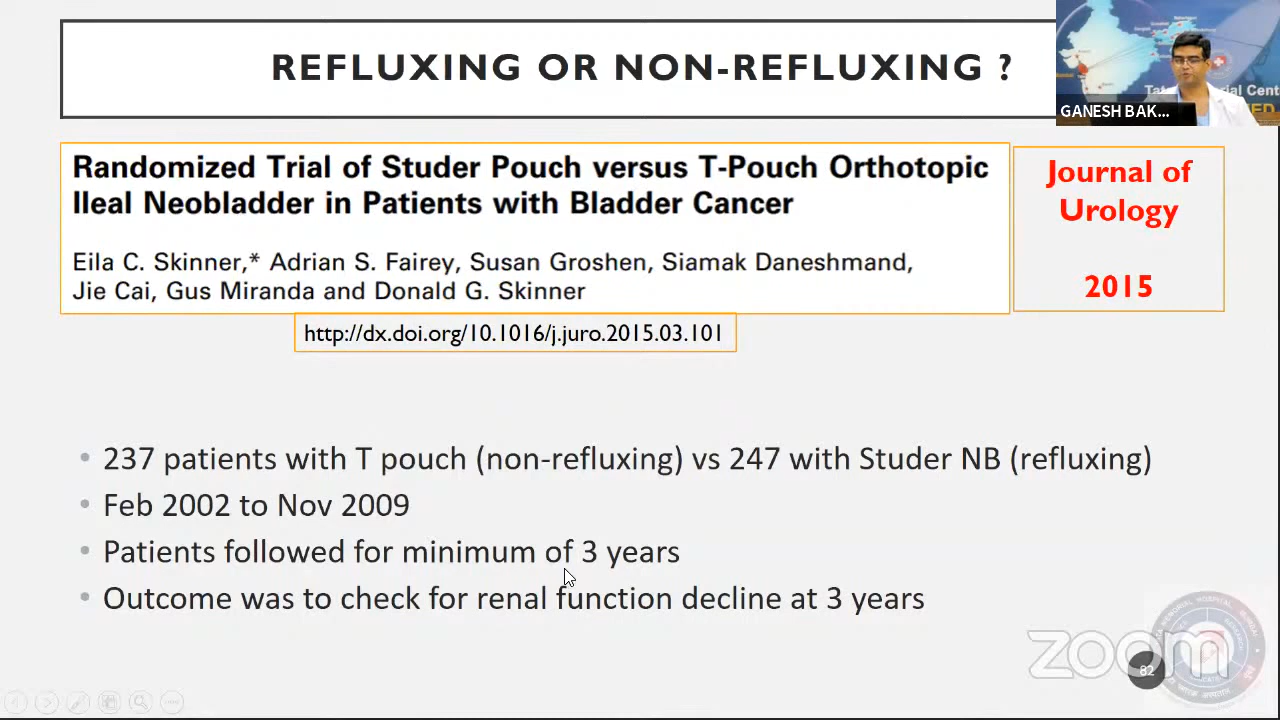 REFLUXING OR NON-REFLUXING ?
GANESH BAK...
Randomized Trial of Studer Pouch versus T-Pouch Orthotopic
Ileal Neobladder in Patients with Bladder Cancer
Eila C. Skinner,* Adrian S. Fairey, Susan Groshen, Siamak Daneshmand,
Jie Cai, Gus Miranda and Donald G. Skinner
Journal of
Urology
2015
http://dx.doi.org/10.1016/j.juro.2015.03.101
• 237 patients with T pouch (non-refluxing) vs 247 with Studer NB (refluxing)
• Feb 2002 to Nov 2009
• Patients followed for minimum of 3 years
• Outcome was to check for renal function decline at 3 years
zoom
82